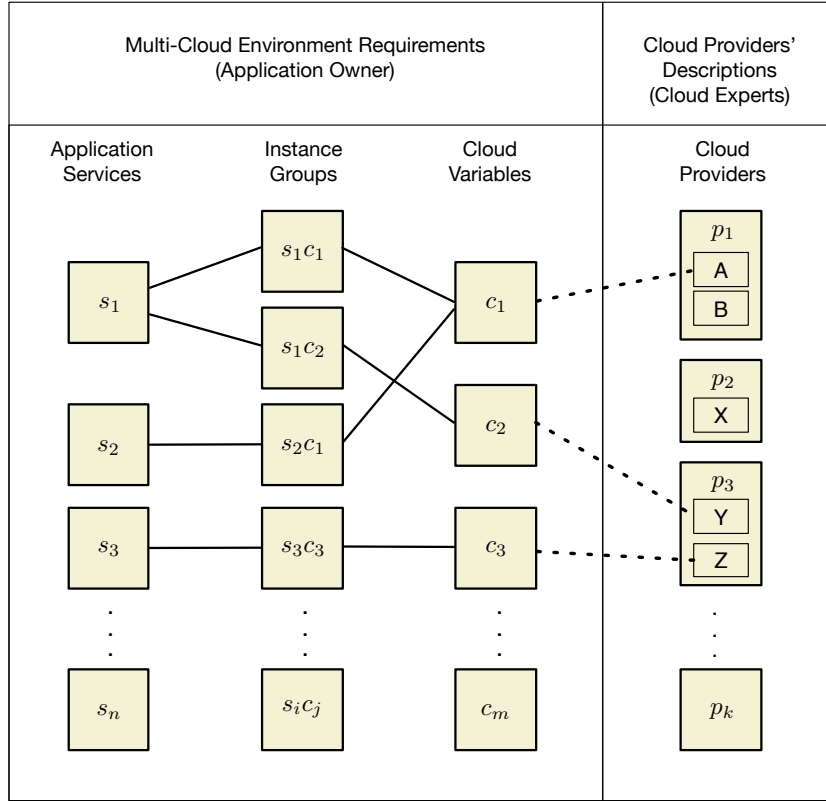 Multi-Cloud Environment Requirements
(Application Owner)
Cloud Providers'
Descriptions
(Cloud Experts)
Application
Services
Instance
Groups
Cloud
Variables
Cloud
Providers
s₁
s₂
s₃
sₙ
s₁c₁
s₁c₂
s₂c₁
s₃c₃
sᵢcⱼ
c₁
c₂
c₃
cₘ
p₁
A
B
p₂
X
p₃
Y
Z
pₖ